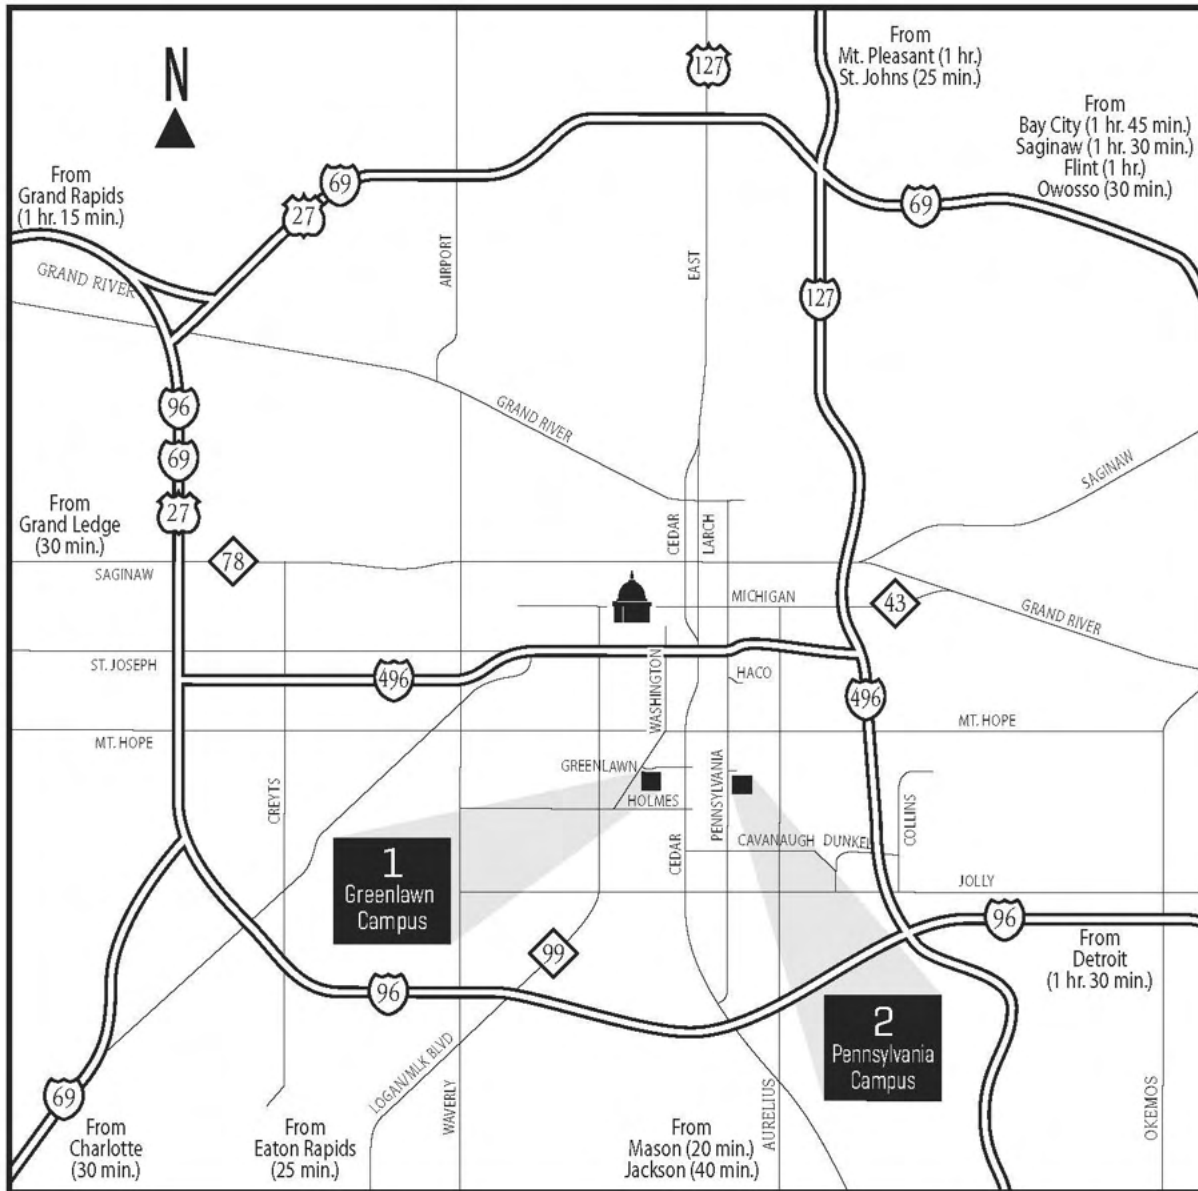 N
127
From
Mt. Pleasant (1 hr.)
St. Johns (25 min.)
From
Bay City (1 hr. 45 min.)
Saginaw (1 hr. 30 min.)
Flint (1 hr.)
Owosso (30 min.)
From
Grand Rapids
(1 hr. 15 min.)
69
27
69
GRAND RIVER
AIRPORT
EAST
127
96
GRAND RIVER
69
SAGINAW
From
Grand Ledge
(30 min.)
27
CEDAR
LARCH
78
SAGINAW
MICHIGAN
43
GRAND RIVER
ST. JOSEPH
496
WASHINGTON
HACO
496
MT. HOPE
MT. HOPE
GREENLAWN
HOLMES
PENNSYLVANIA
CREYTS
COLLINS
CAVANAUGH
DUNKEL
CEDAR
1
Greenlawn
Campus
JOLLY
99
96
96
From
Detroit
(1 hr. 30 min.)
2
Pennsylvania
Campus
LOGAN/MLK BLVD
WAVERLY
AURELIUS
OKEMOS
69
From
Charlotte
(30 min.)
From
Eaton Rapids
(25 min.)
From
Mason (20 min.)
Jackson (40 min.)